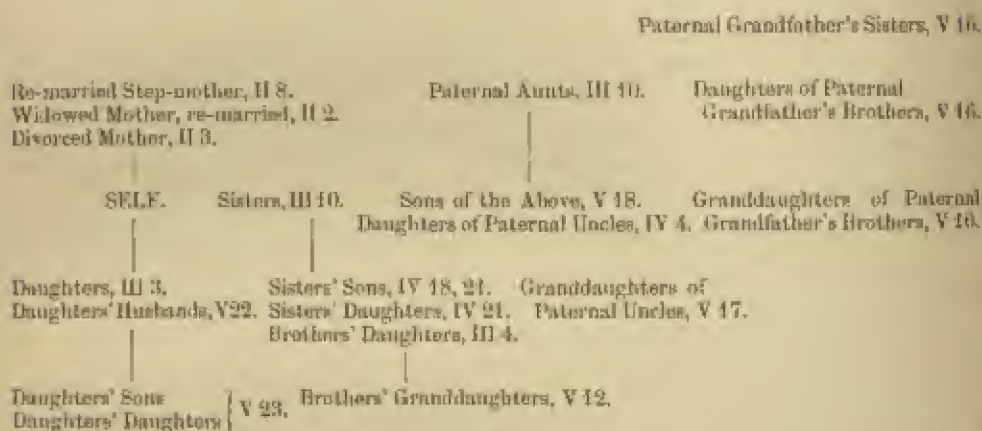 Paternal Grandfather's Sisters, V 16.
Re-married Step-mother, II 8.
Widowed Mother, re-married, II 2.
Divorced Mother, II 3.
Paternal Aunts, III 10.
Daughters of Paternal
Grandfather's Brothers, V 16.
SELF.
Sisters, III 10.
Sons of the Above, V 18.
Daughters of Paternal Uncles, IV 4.
Granddaughters of Paternal
Grandfather's Brothers, V 16.
Daughters, III 3.
Daughters' Husbands, V 22.
Sisters' Sons, IV 18, 21.
Sisters' Daughters, IV 21.
Brothers' Daughters, III 4.
Granddaughters of
Paternal Uncles, V 17.
Daughters' Sons
Daughters' Daughters } V 23.
Brothers' Granddaughters, V 12.